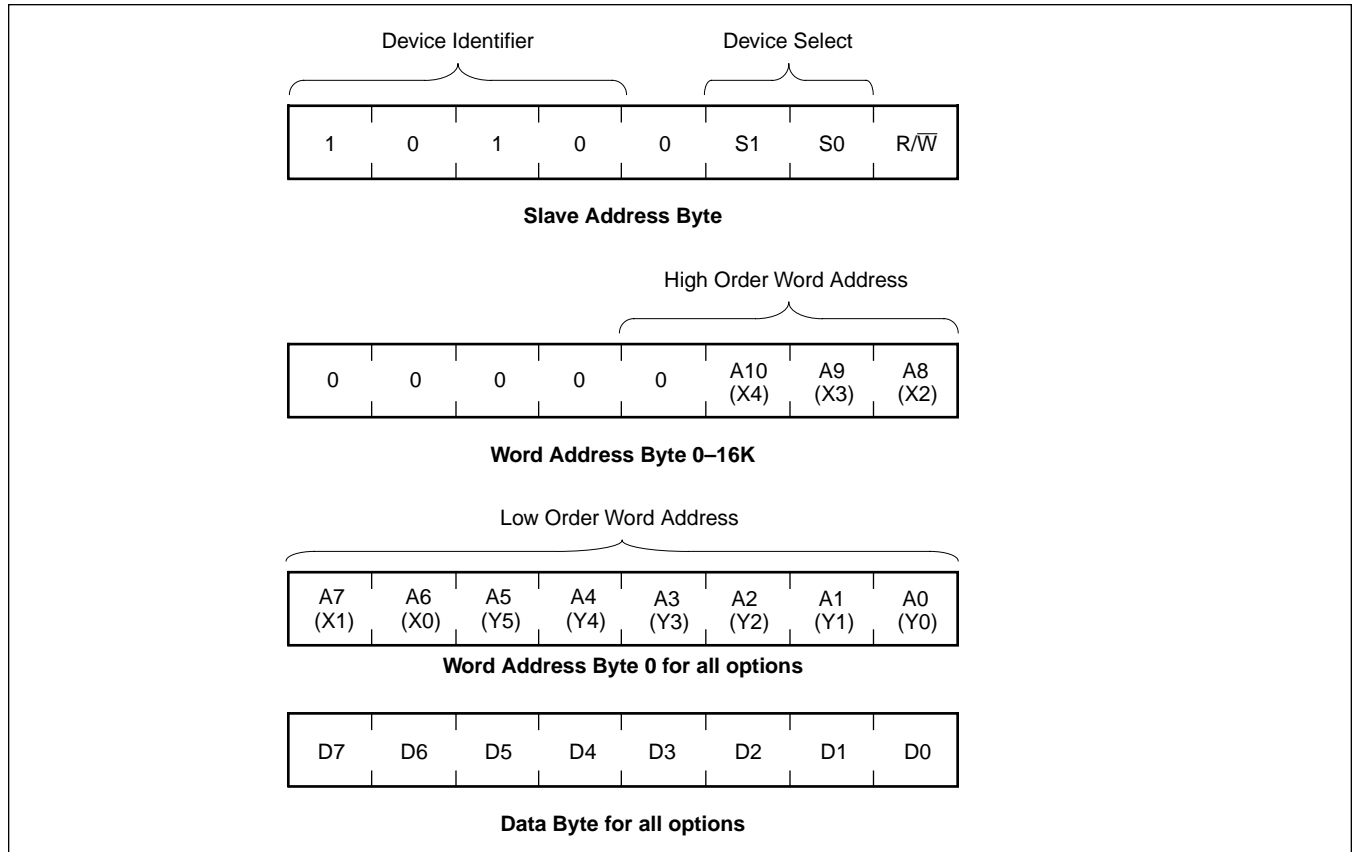 Device Identifier Device Select
1 0 1 0 0 S1 S0 R/W̅
Slave Address Byte
High Order Word Address
0 0 0 0 0 A10 A9 A8
(X4) (X3) (X2)
Word Address Byte 0–16K
Low Order Word Address
A7 A6 A5 A4 A3 A2 A1 A0
(X1) (X0) (Y5) (Y4) (Y3) (Y2) (Y1) (Y0)
Word Address Byte 0 for all options
D7 D6 D5 D4 D3 D2 D1 D0
Data Byte for all options